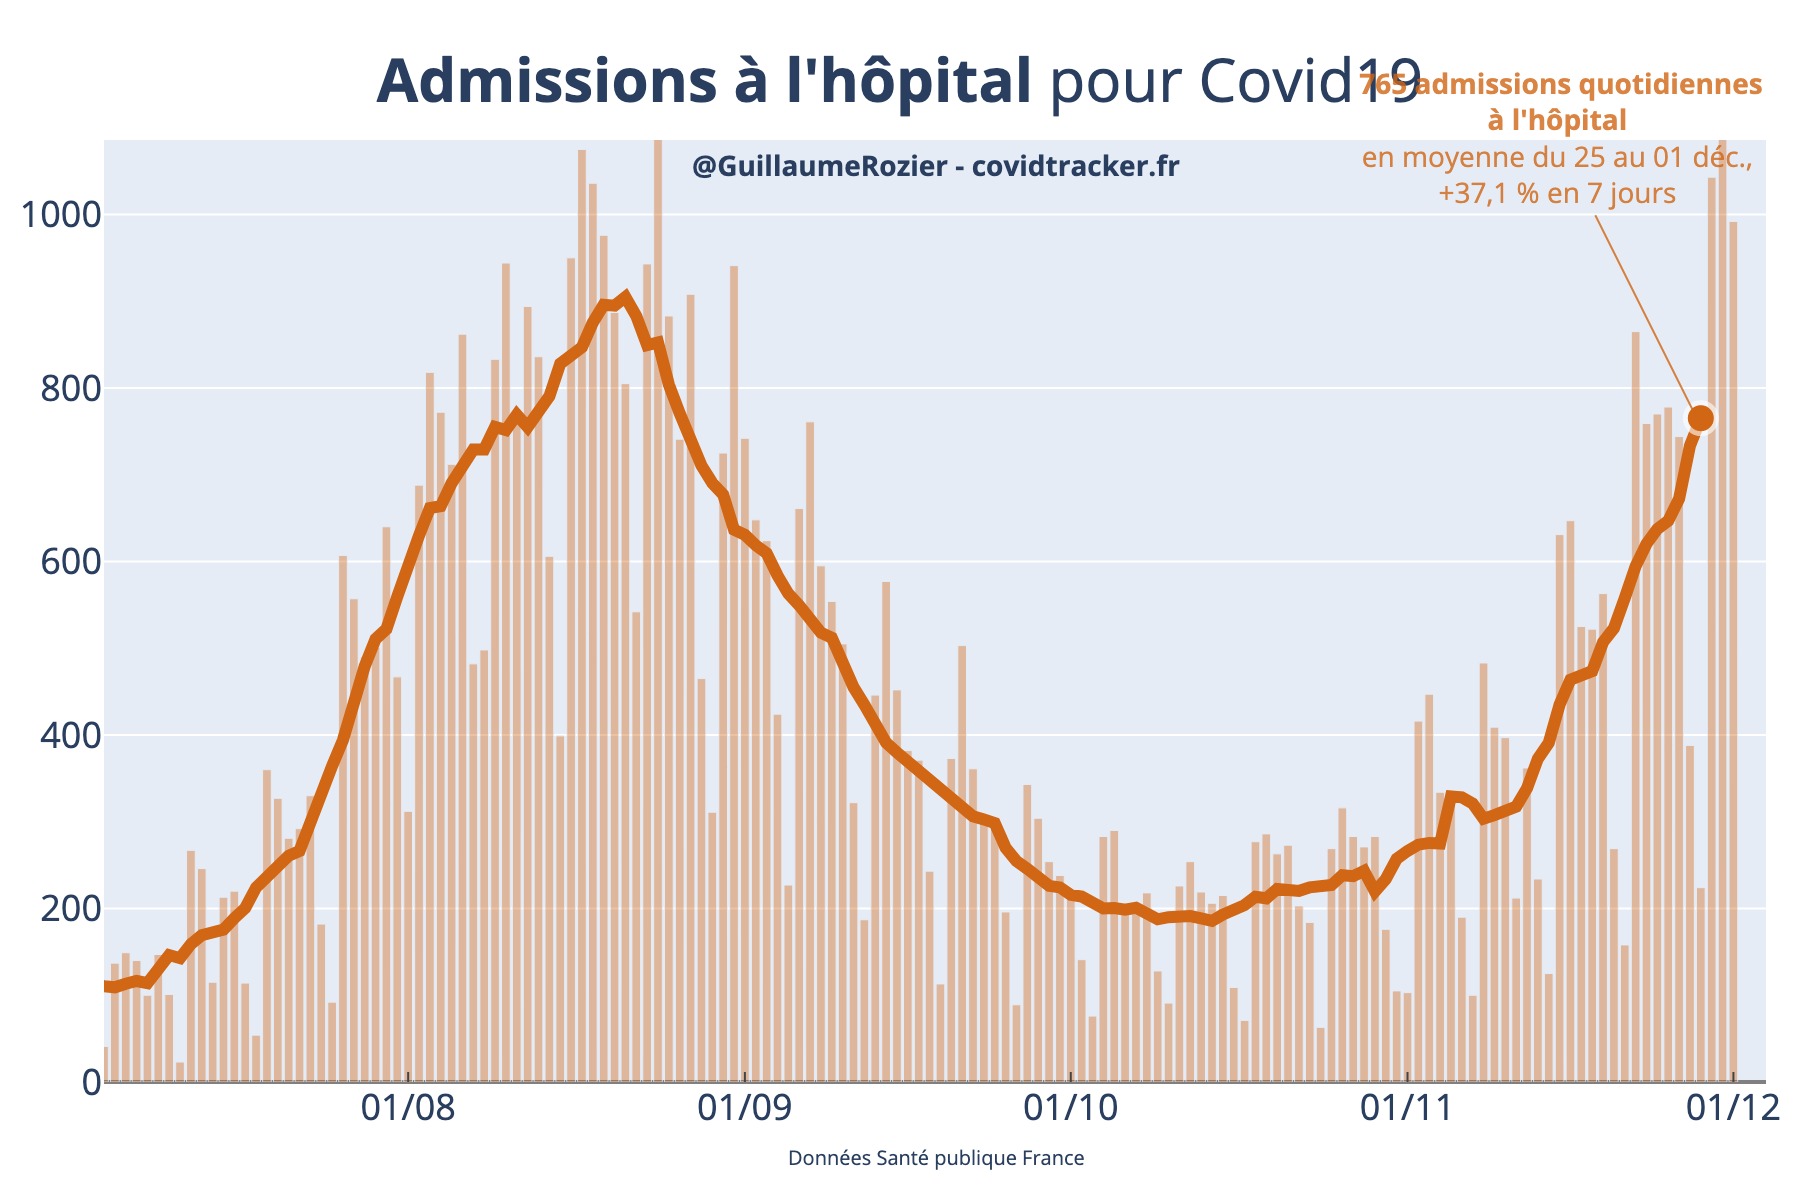 Admissions à l'hôpital pour Covid19
765 admissions quotidiennes
à l'hôpital
en moyenne du 25 au 01 déc.,
+37,1 % en 7 jours
@GuillaumeRozier - covidtracker.fr
1000
800
600
400
200
0
01/08 01/09 01/10 01/11 01/12
Données Santé publique France